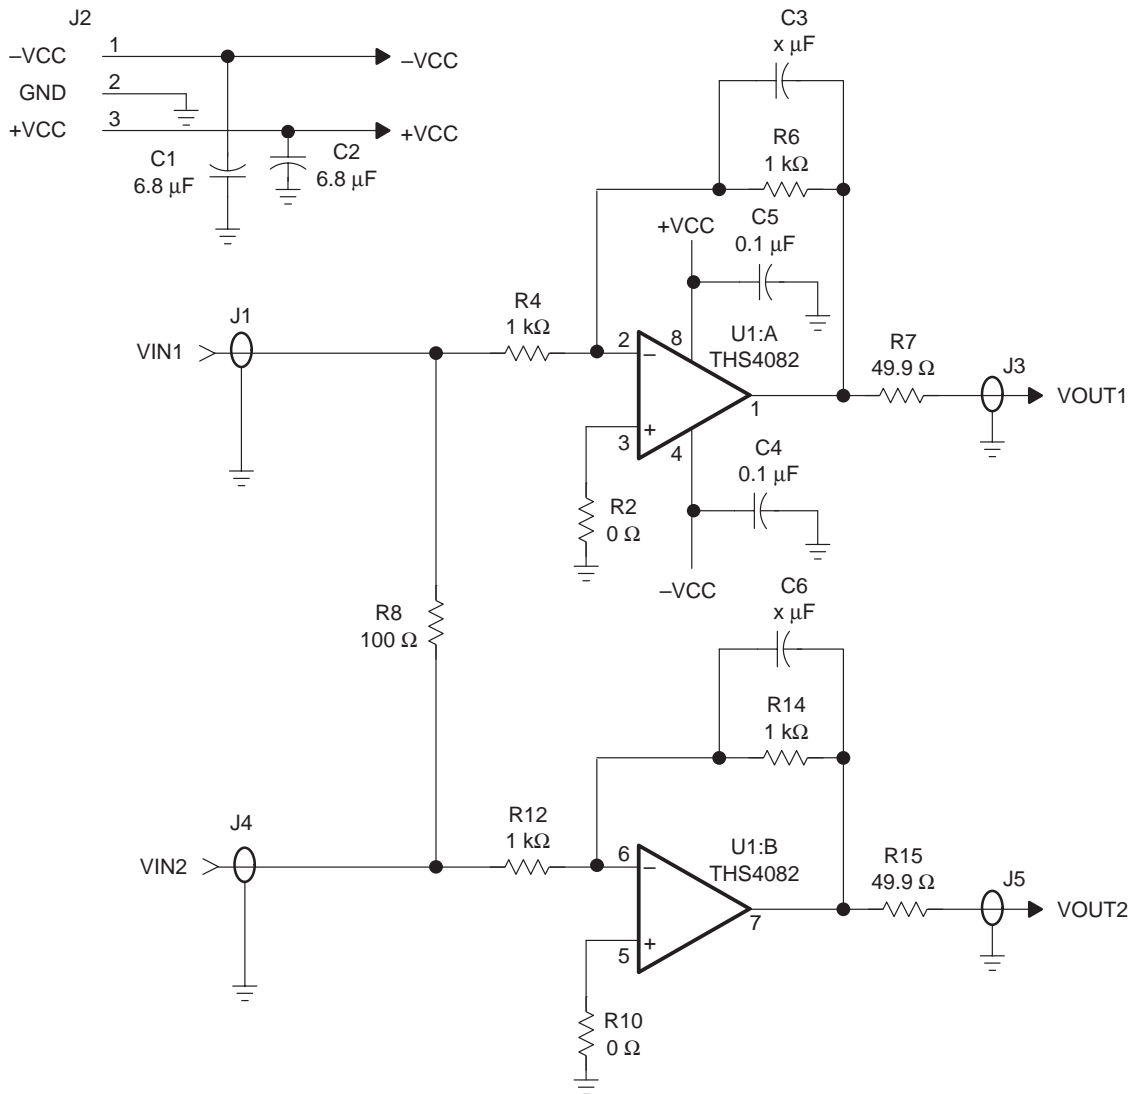 J2
–VCC
1
–VCC
GND
2
+VCC
3
+VCC
C1
6.8 μF
C2
6.8 μF
C3
x μF
R6
1 kΩ
C5
0.1 μF
+VCC
R4
1 kΩ
J1
VIN1
2
–
8
U1:A
THS4082
1
R7
49.9 Ω
J3
VOUT1
3
+
4
C4
0.1 μF
R2
0 Ω
–VCC
R8
100 Ω
C6
x μF
R14
1 kΩ
R12
1 kΩ
J4
VIN2
6
–
U1:B
THS4082
7
R15
49.9 Ω
J5
VOUT2
5
+
R10
0 Ω